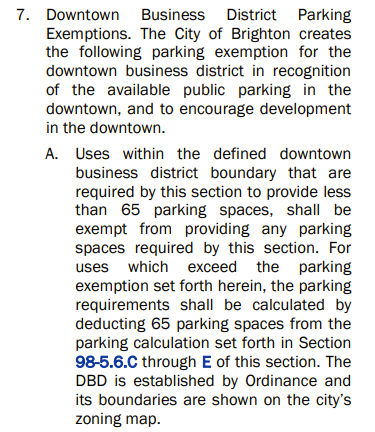 7. Downtown Business District Parking
Exemptions. The City of Brighton creates
the following parking exemption for the
downtown business district in recognition
of the available public parking in the
downtown, and to encourage development
in the downtown.
A. Uses within the defined downtown
business district boundary that are
required by this section to provide less
than 65 parking spaces, shall be
exempt from providing any parking
spaces required by this section. For
uses which exceed the parking
exemption set forth herein, the parking
requirements shall be calculated by
deducting 65 parking spaces from the
parking calculation set forth in Section
98-5.6.C through E of this section. The
DBD is established by Ordinance and
its boundaries are shown on the city's
zoning map.